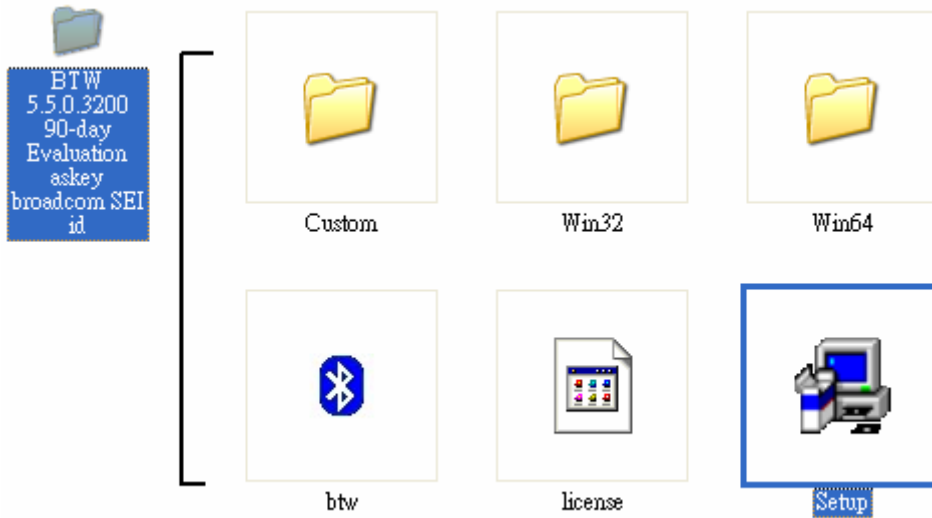 BTW
5.5.0.3200
90-day
Evaluation
askey
broadcom SEI
id
Custom
Win32
Win64
btw
license
Setup